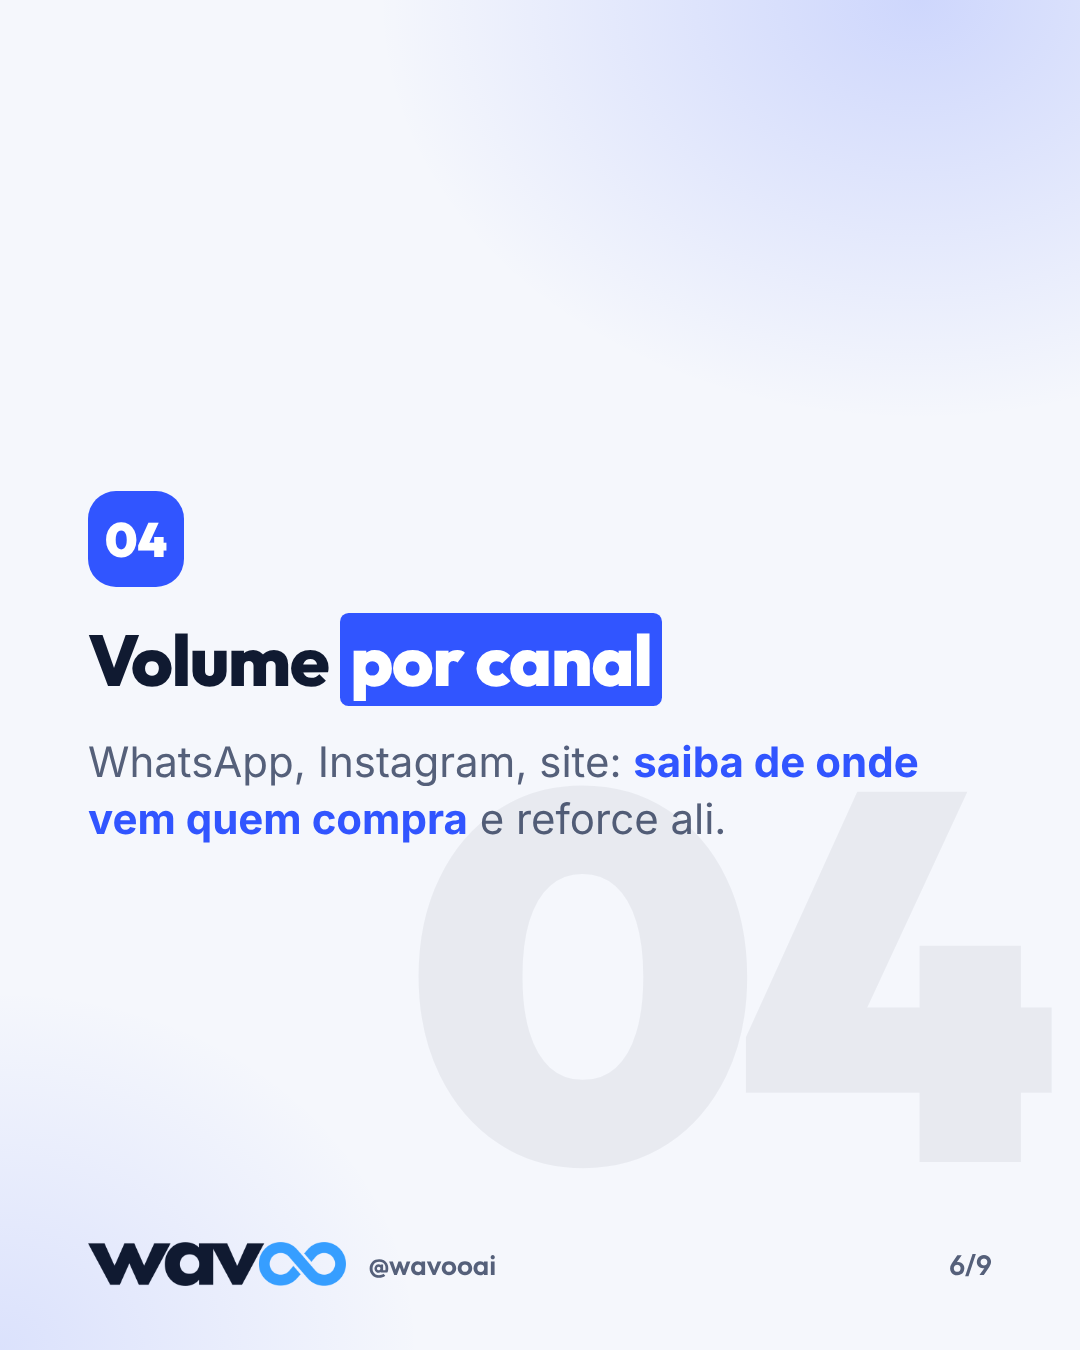 04
Volume por canal
WhatsApp, Instagram, site: saiba de onde
vem quem compra e reforce ali.
04
wavoo @wavooai 6/9